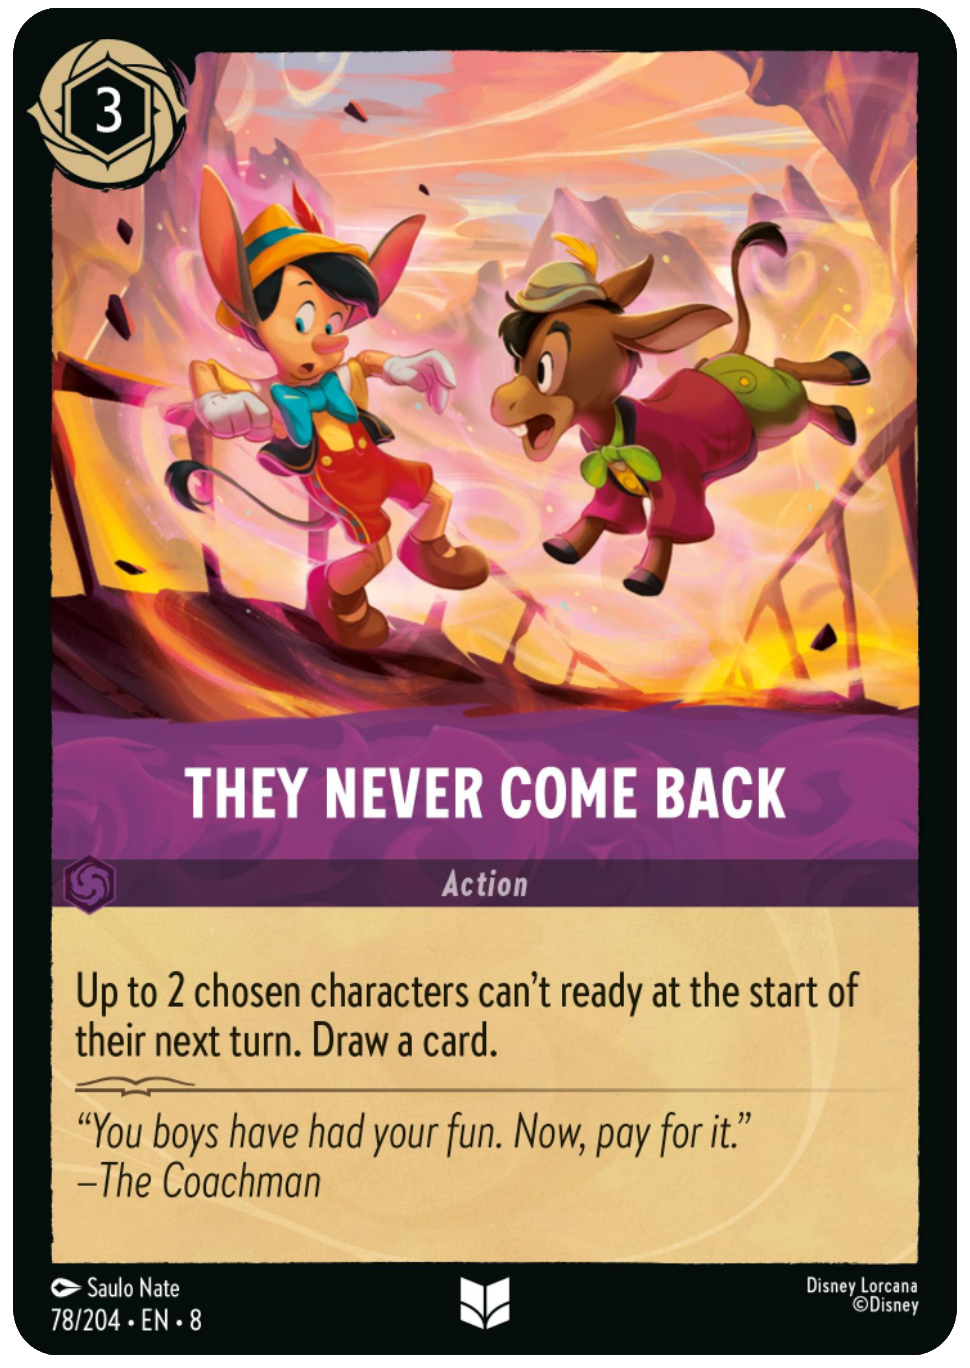 3
THEY NEVER COME BACK
Action
Up to 2 chosen characters can’t ready at the start of
their next turn. Draw a card.
“You boys have had your fun. Now, pay for it.”
–The Coachman
Saulo Nate
78/204 • EN • 8
Disney Lorcana
©Disney